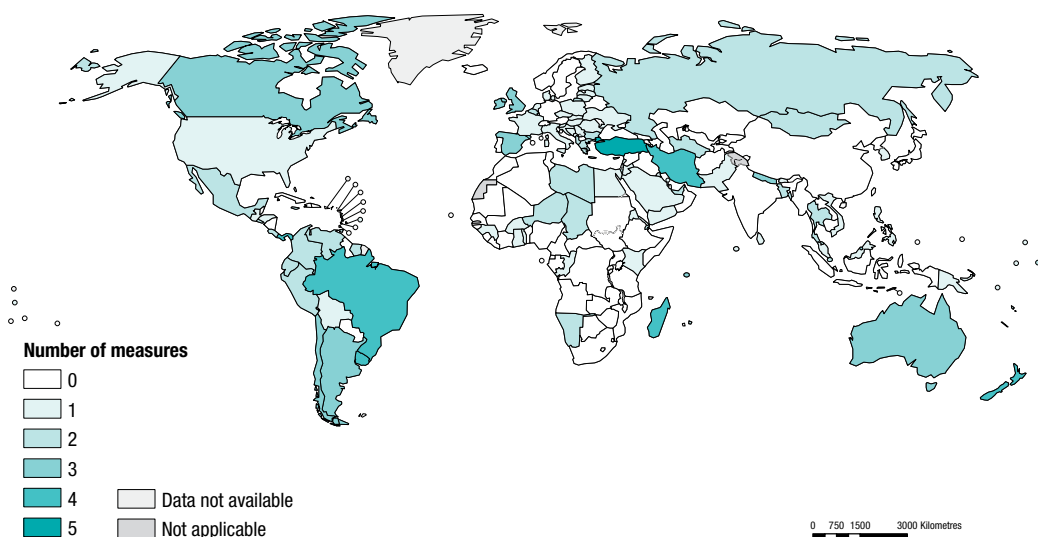 Number of measures
0
1
2
3
4
5
Data not available
Not applicable
0 750 1500 3000 Kilometres